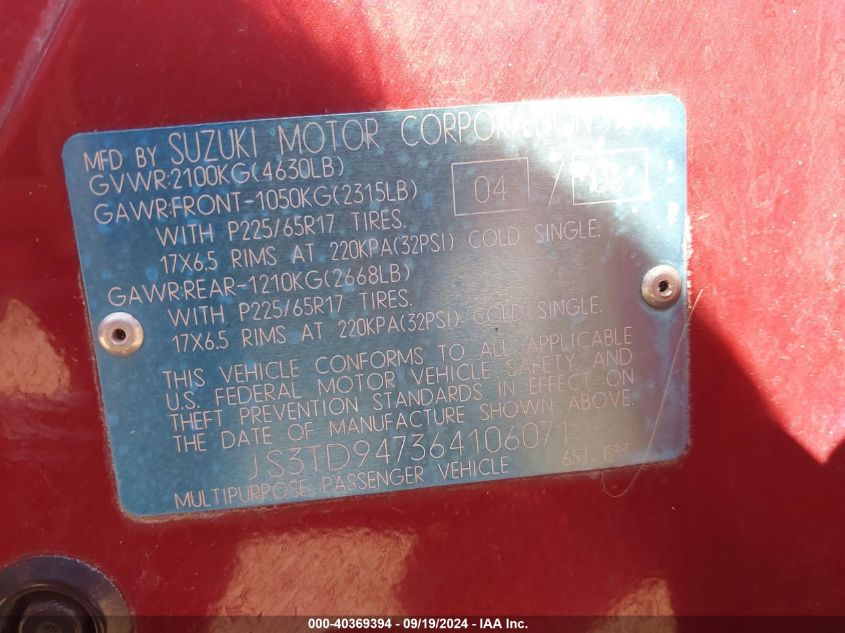 MFD BY SUZUKI MOTOR CORPORATION
GVWR:2100KG(4630LB)
04 /
GAWR:FRONT-1050KG(2315LB)
WITH P225/65R17 TIRES.
17X6.5 RIMS AT 220KPA(32PSI) COLD SINGLE.
GAWR:REAR-1210KG(2668LB)
WITH P225/65R17 TIRES.
17X6.5 RIMS AT 220KPA(32PSI) COLD SINGLE.
THIS VEHICLE CONFORMS TO ALL APPLICABLE
U.S. FEDERAL MOTOR VEHICLE SAFETY AND
THEFT PREVENTION STANDARDS IN EFFECT ON
THE DATE OF MANUFACTURE SHOWN ABOVE.
JS3TD947364106071
MULTIPURPOSE PASSENGER VEHICLE 65J E33
000-40369394 - 09/19/2024 - IAA Inc.